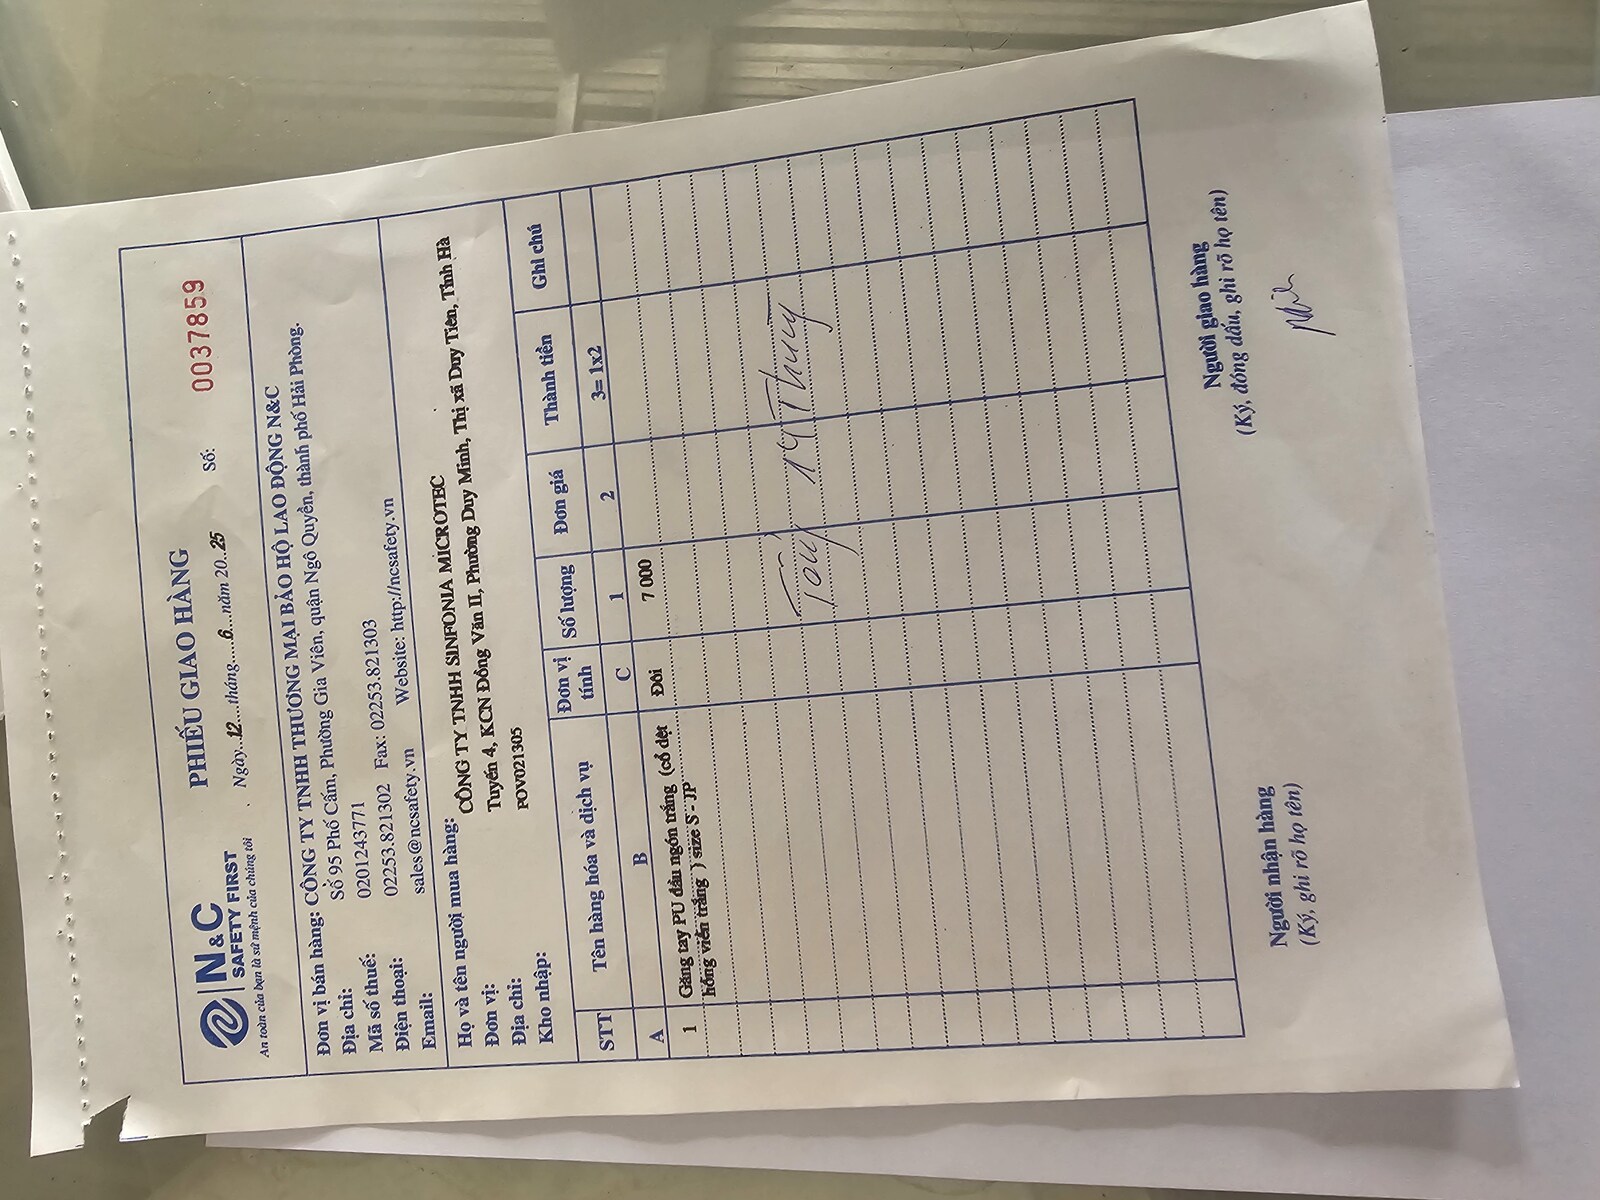 N&C
SAFETY FIRST
An toàn của bạn là sứ mệnh của chúng tôi
PHIẾU GIAO HÀNG
Ngày..12....tháng....6....năm 20..25
Số: 0037859
Đơn vị bán hàng: CÔNG TY TNHH THƯƠNG MẠI BẢO HỘ LAO ĐỘNG N&C
Địa chỉ: Số 95 Phố Cấm, Phường Gia Viên, quận Ngô Quyền, thành phố Hải Phòng.
Mã số thuế: 0201243771
Điện thoại: 02253.821302 Fax: 02253.821303
Email: sales@ncsafety.vn Website: http://ncsafety.vn
Họ và tên người mua hàng:
Đơn vị: CÔNG TY TNHH SINFONIA MICROTEC
Địa chỉ: Tuyến 4, KCN Đồng Văn II, Phường Duy Minh, Thị xã Duy Tiên, Tỉnh Hà
Kho nhập: POV021305
STT Tên hàng hóa và dịch vụ Đơn vị tính Số lượng Đơn giá Thành tiền Ghi chú
A B C 1 2 3= 1x2
1 Găng tay PU đầu ngón trắng (cổ dệt Đôi 7 000
hồng viền trắng ) size S - JP
Tổng 14 Thung
Người nhận hàng
(Ký, ghi rõ họ tên)
Người giao hàng
(Ký, đóng dấu, ghi rõ họ tên)